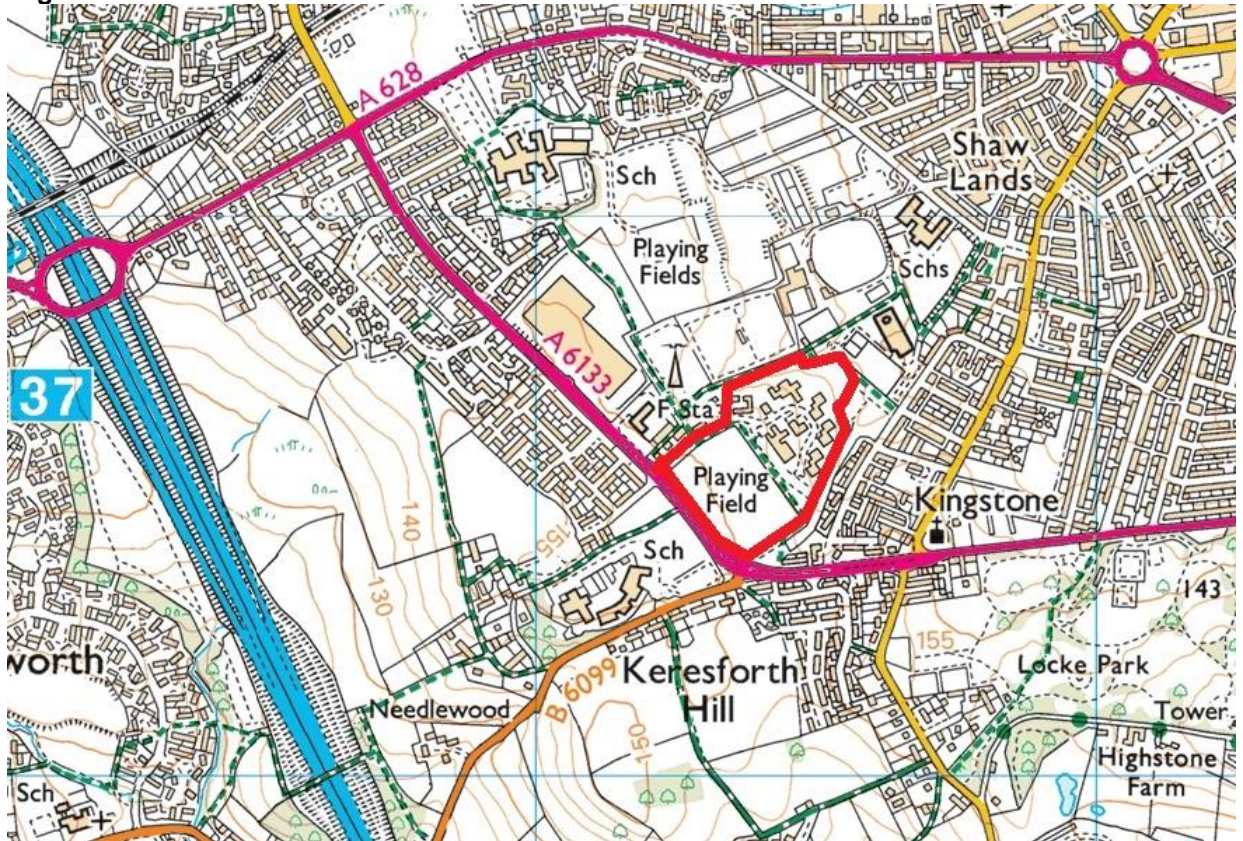 A 628
Shaw
Lands
Sch
Playing
Fields
Schs
A 6133
37
F Sta
Playing
Field
Kingstone
140
155
Sch
130
143
155
worth
Keresforth
Hill
Locke Park
B 6099
Needlewood
150
Tower
Highstone
Farm
Sch